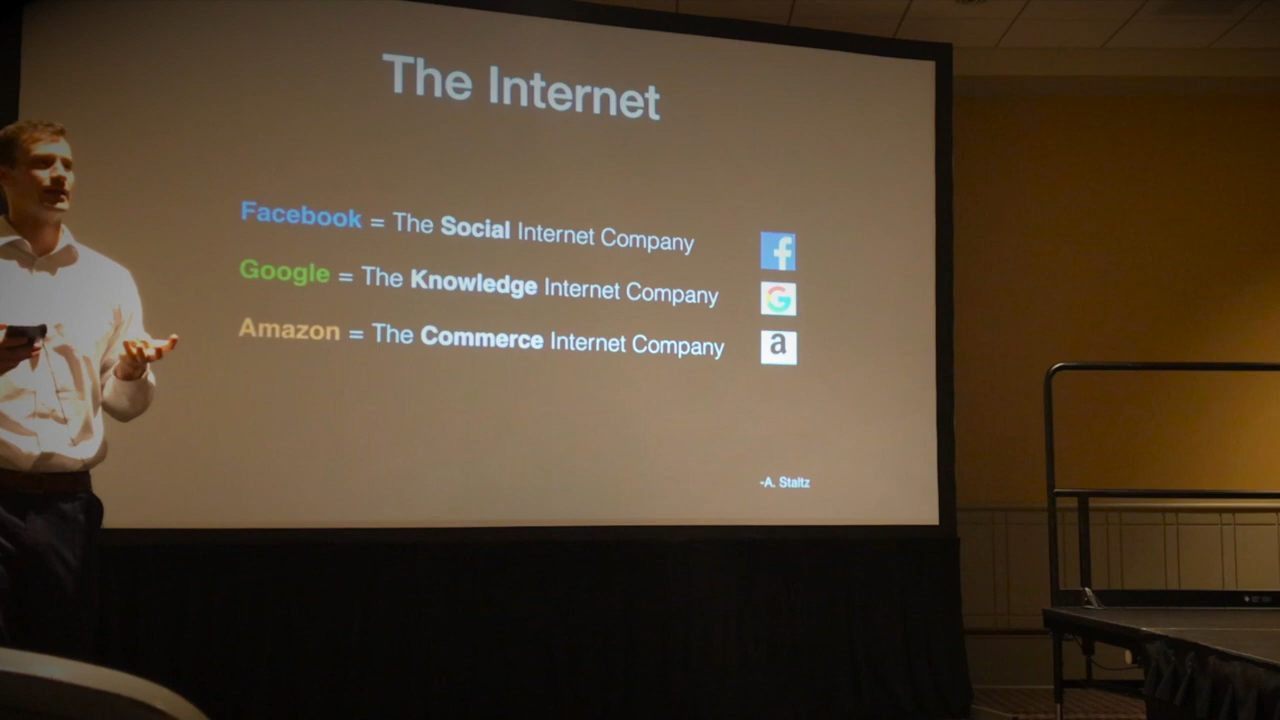 The Internet
Facebook = The Social Internet Company
Google = The Knowledge Internet Company
Amazon = The Commerce Internet Company
-A. Staltz